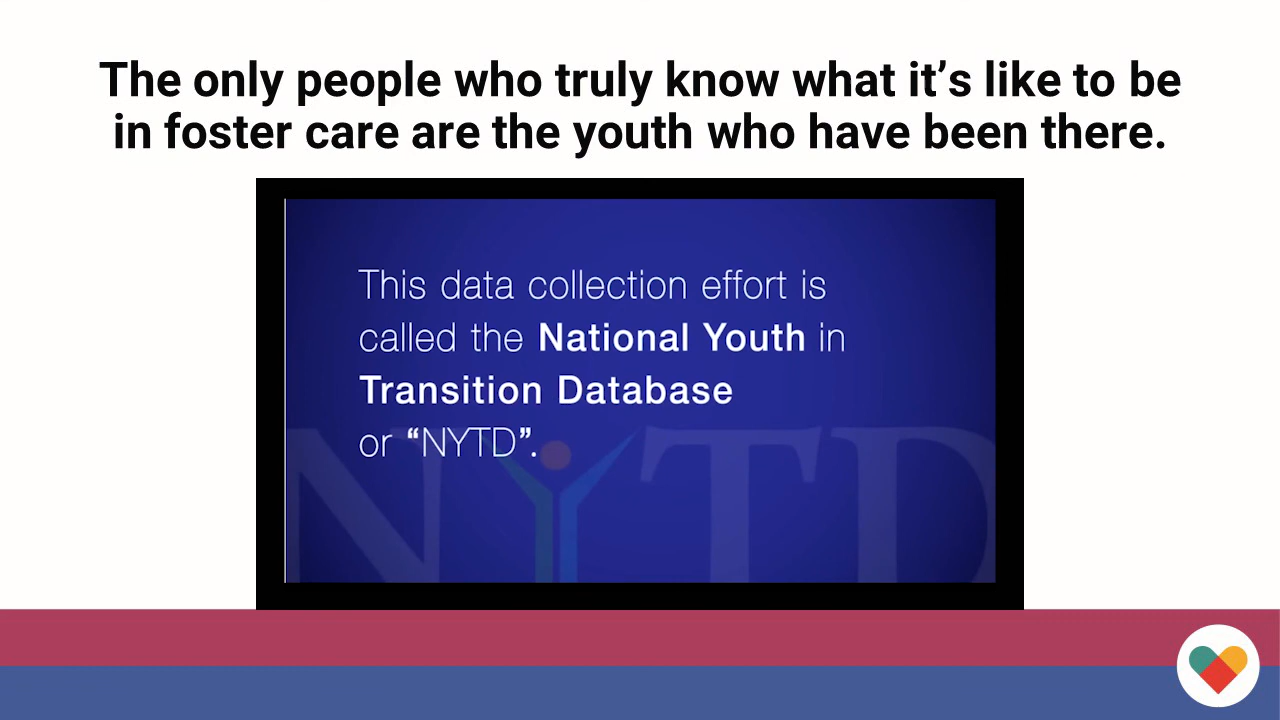 The only people who truly know what it’s like to be
in foster care are the youth who have been there.
This data collection effort is
called the National Youth in
Transition Database
or “NYTD”.
NYTD